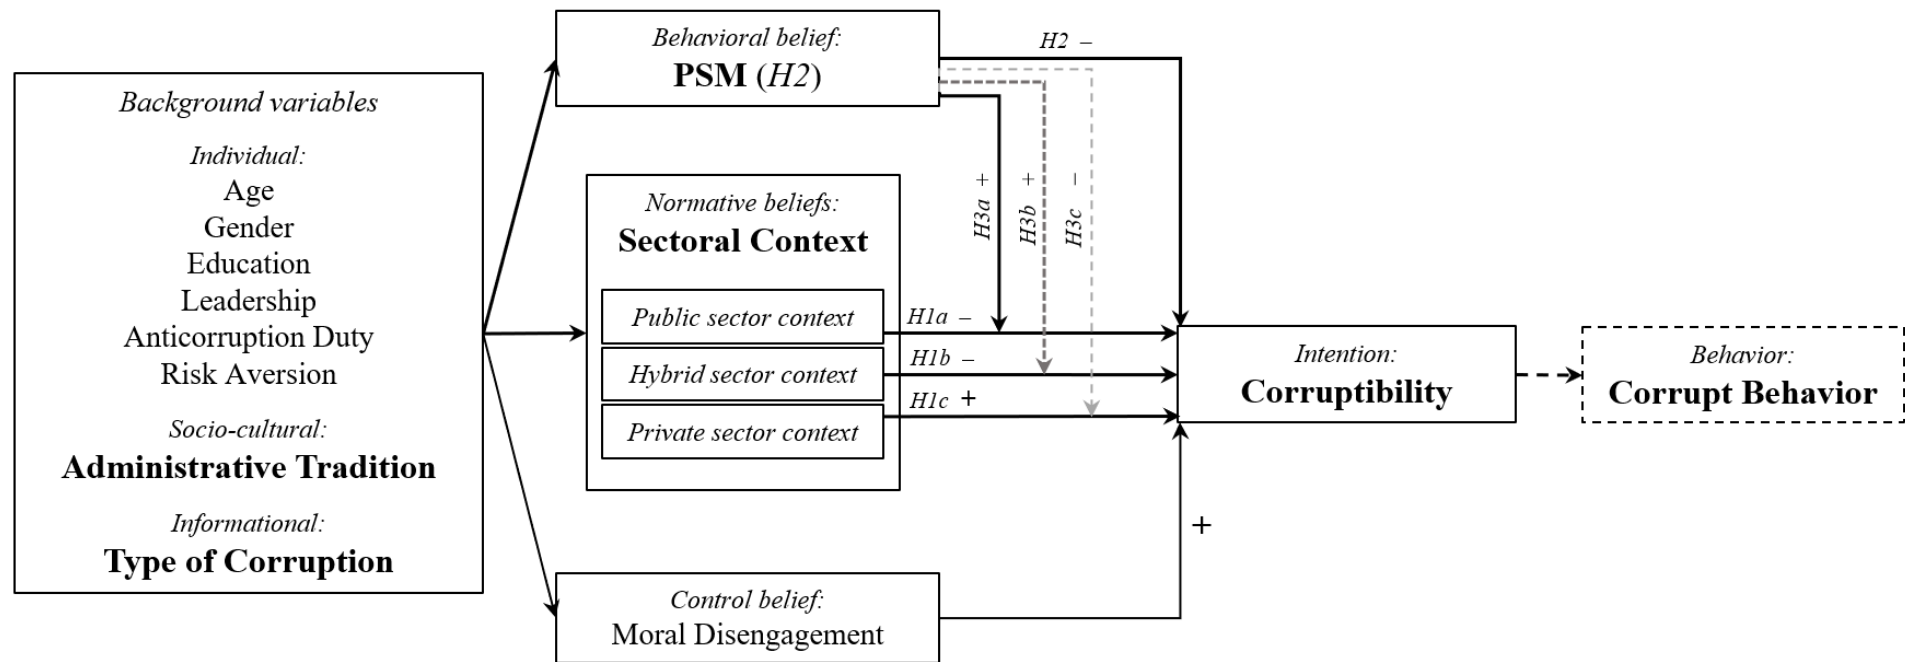 Background variables
Individual:
Age
Gender
Education
Leadership
Anticorruption Duty
Risk Aversion
Socio-cultural:
Administrative Tradition
Informational:
Type of Corruption
Behavioral belief:
PSM (H2)
Normative beliefs:
Sectoral Context
Public sector context
Hybrid sector context
Private sector context
Control belief:
Moral Disengagement
H2 –
H3a +
H3b +
H3c –
H1a –
H1b –
H1c +
+
Intention:
Corruptibility
Behavior:
Corrupt Behavior